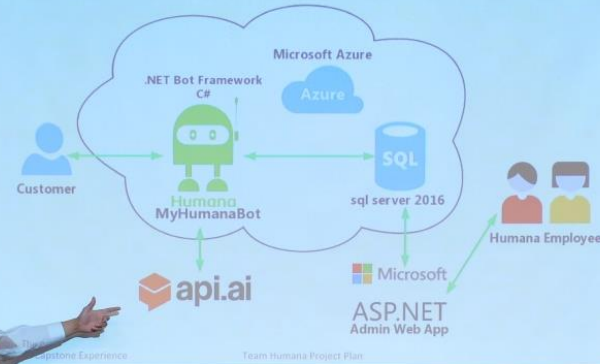 Microsoft Azure
.NET Bot Framework
C#
Azure
SQL
Customer
Humana
MyHumanaBot
sql server 2016
Humana Employee
api.ai
Microsoft
ASP.NET
Admin Web App
The
Capstone Experience
Team Humana Project Plan